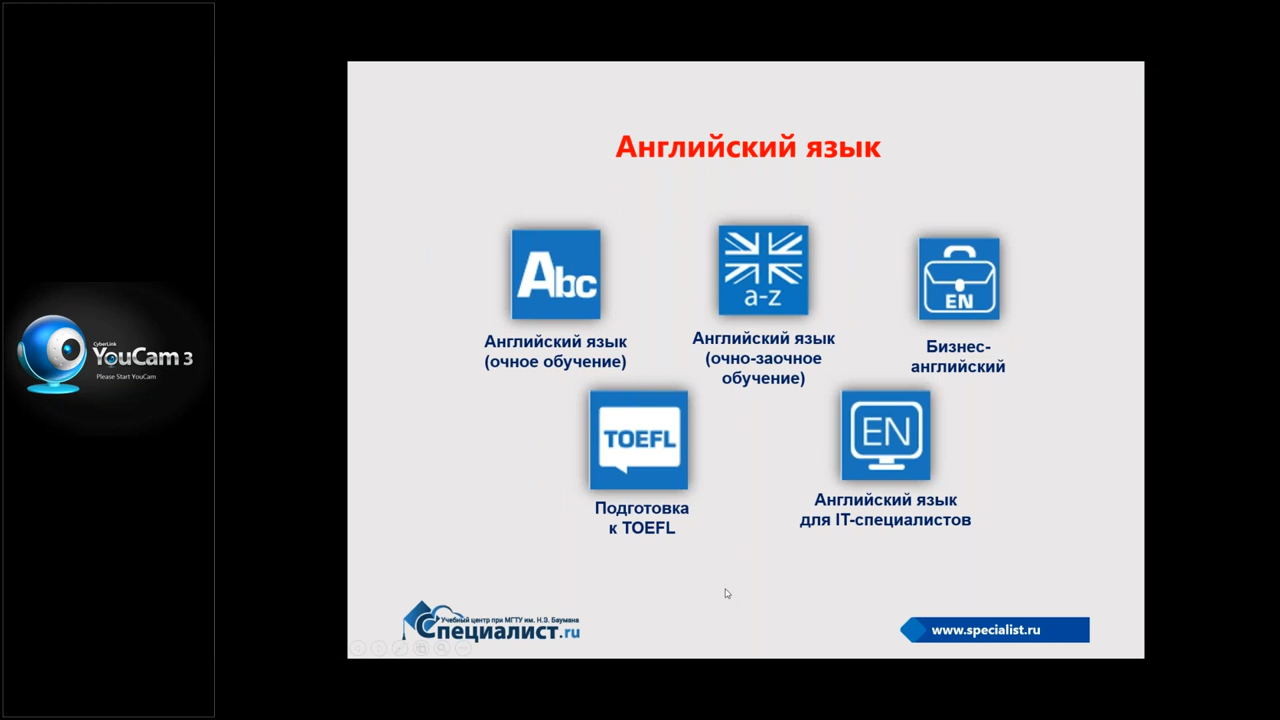 Английский язык
Abc
a-z
EN
Английский язык
(очное обучение)
Английский язык
(очно-заочное
обучение)
Бизнес-
английский
TOEFL
EN
Подготовка
к TOEFL
Английский язык
для IT-специалистов
CyberLink
YouCam 3
Please Start YouCam
Учебный центр при МГТУ им. Н.Э. Баумана
Специалист.ru
www.specialist.ru